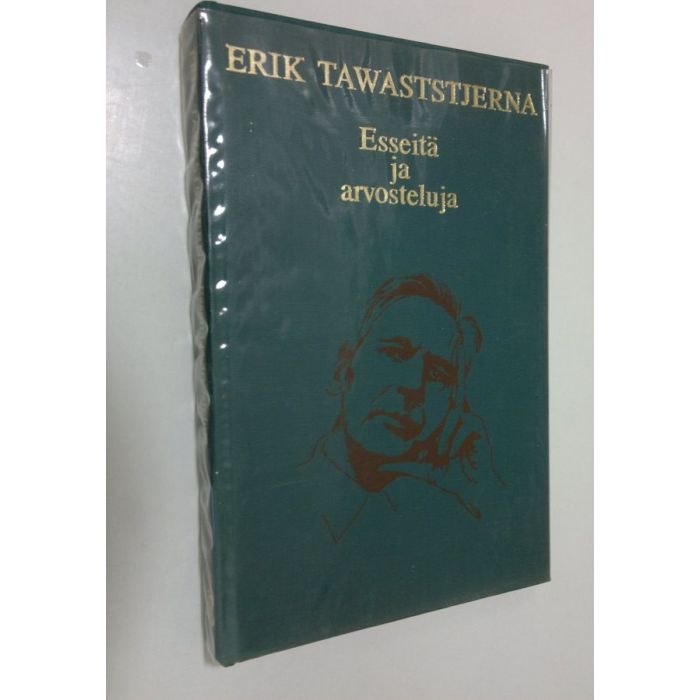 ERIK TAWASTSTJERNA
Esseitä
ja
arvosteluja